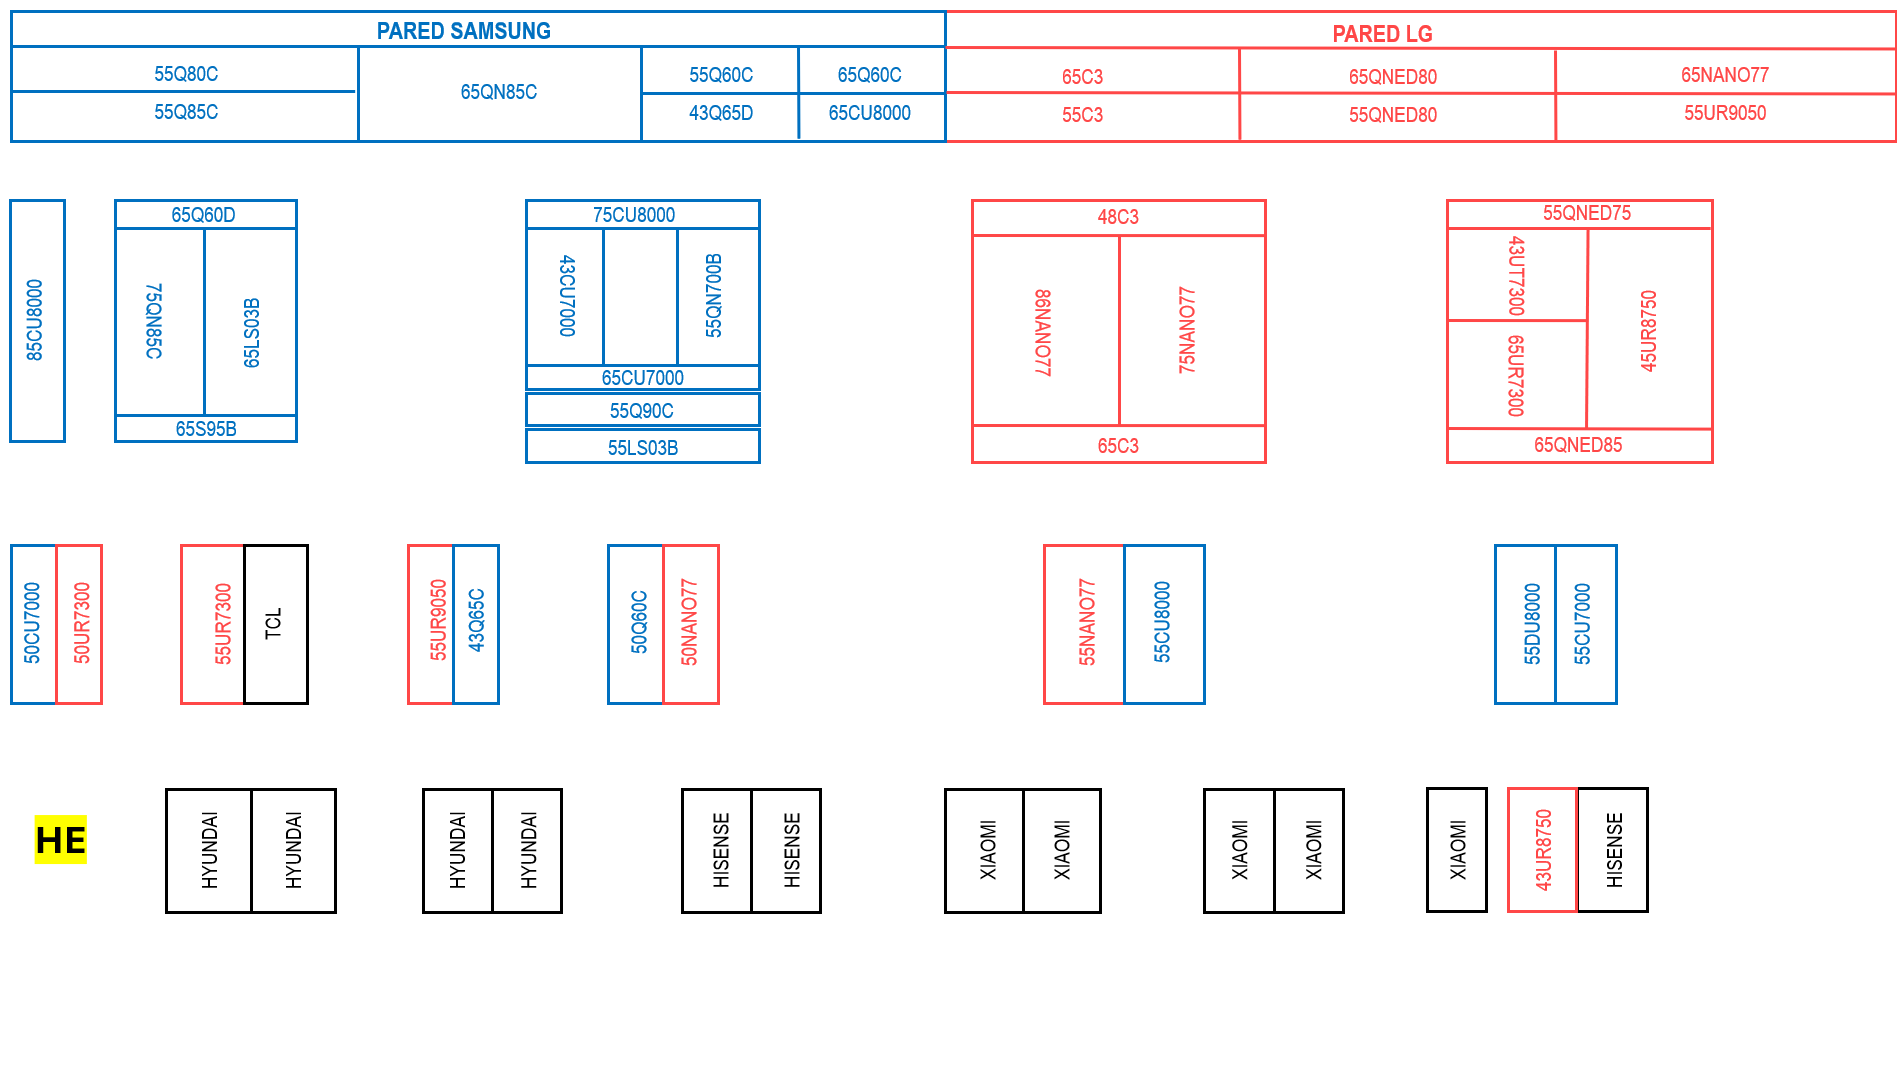 PARED SAMSUNG
PARED LG
55Q80C
55Q85C
65QN85C
55Q60C
65Q60C
43Q65D
65CU8000
65C3
65QNED80
65NANO77
55C3
55QNED80
55UR9050
85CU8000
65Q60D
75QN85C
65LS03B
65S95B
75CU8000
43CU7000
55QN700B
65CU7000
55Q90C
55LS03B
48C3
86NANO77
75NANO77
65C3
55QNED75
43UT7300
65UR7300
45UR8750
65QNED85
50CU7000
50UR7300
55UR7300
TCL
55UR9050
43Q65C
50Q60C
50NANO77
55NANO77
55CU8000
55DU8000
55CU7000
HE
HYUNDAI
HYUNDAI
HYUNDAI
HYUNDAI
HISENSE
HISENSE
XIAOMI
XIAOMI
XIAOMI
XIAOMI
XIAOMI
43UR8750
HISENSE